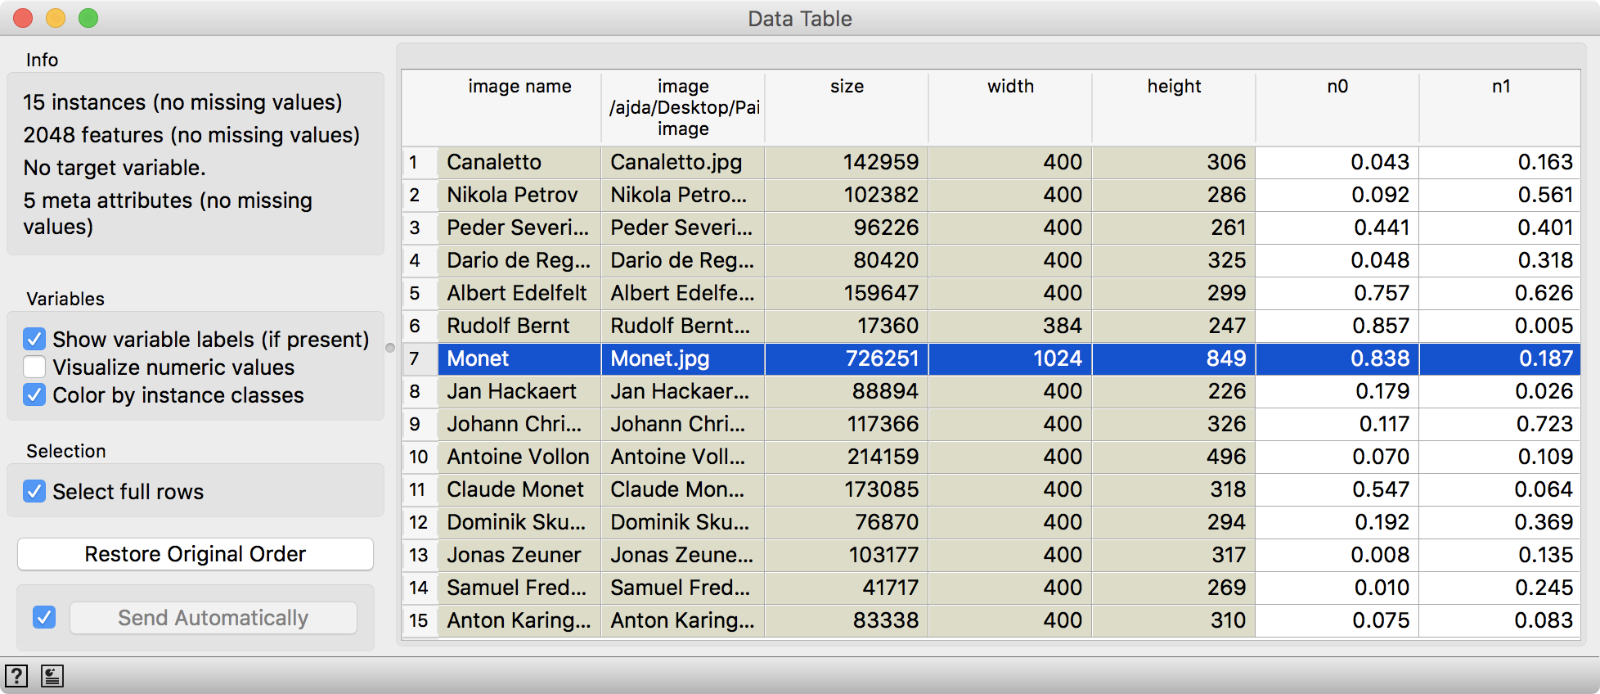 Data Table
Info
15 instances (no missing values)
2048 features (no missing values)
No target variable.
5 meta attributes (no missing
values)
Variables
Show variable labels (if present)
Visualize numeric values
Color by instance classes
Selection
Select full rows
Restore Original Order
Send Automatically
image name image size width height n0 n1
/ajda/Desktop/Pai
image
1 Canaletto Canaletto.jpg 142959 400 306 0.043 0.163
2 Nikola Petrov Nikola Petro... 102382 400 286 0.092 0.561
3 Peder Severi... Peder Severi... 96226 400 261 0.441 0.401
4 Dario de Reg... Dario de Reg... 80420 400 325 0.048 0.318
5 Albert Edelfelt Albert Edelfe... 159647 400 299 0.757 0.626
6 Rudolf Bernt Rudolf Bernt... 17360 384 247 0.857 0.005
7 Monet Monet.jpg 726251 1024 849 0.838 0.187
8 Jan Hackaert Jan Hackaer... 88894 400 226 0.179 0.026
9 Johann Chri... Johann Chri... 117366 400 326 0.117 0.723
10 Antoine Vollon Antoine Voll... 214159 400 496 0.070 0.109
11 Claude Monet Claude Mon... 173085 400 318 0.547 0.064
12 Dominik Sku... Dominik Sku... 76870 400 294 0.192 0.369
13 Jonas Zeuner Jonas Zeune... 103177 400 317 0.008 0.135
14 Samuel Fred... Samuel Fred... 41717 400 269 0.010 0.245
15 Anton Karing... Anton Karing... 83338 400 310 0.075 0.083
?